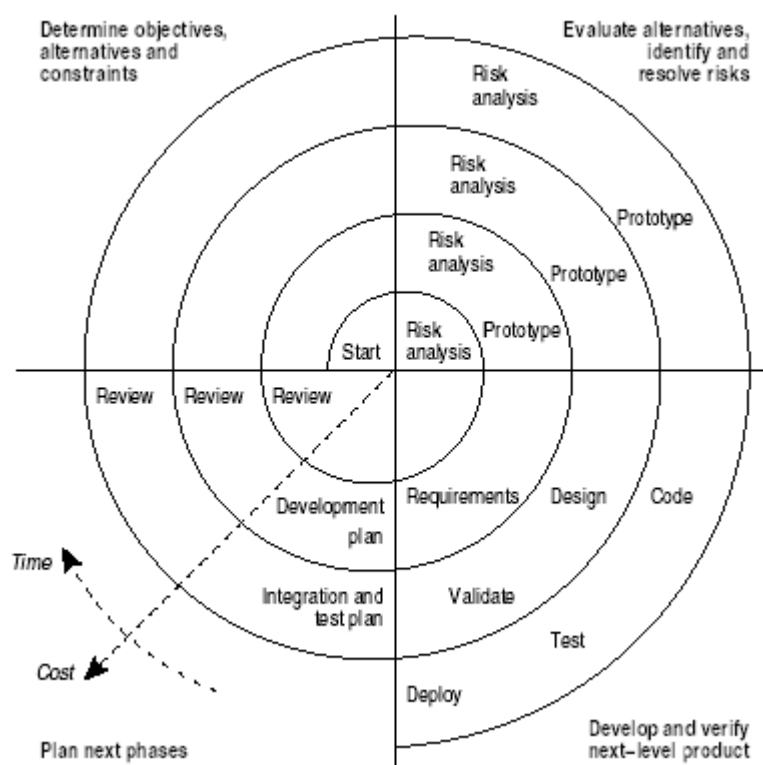 Determine objectives,
alternatives and
constraints
Evaluate alternatives,
identify and
resolve risks
Risk
analysis
Risk
analysis
Prototype
Risk
analysis
Prototype
Start
Risk
analysis
Prototype
Review
Review
Review
Development
plan
Requirements
Design
Code
Time
Integration and
test plan
Validate
Test
Cost
Deploy
Plan next phases
Develop and verify
next-level product